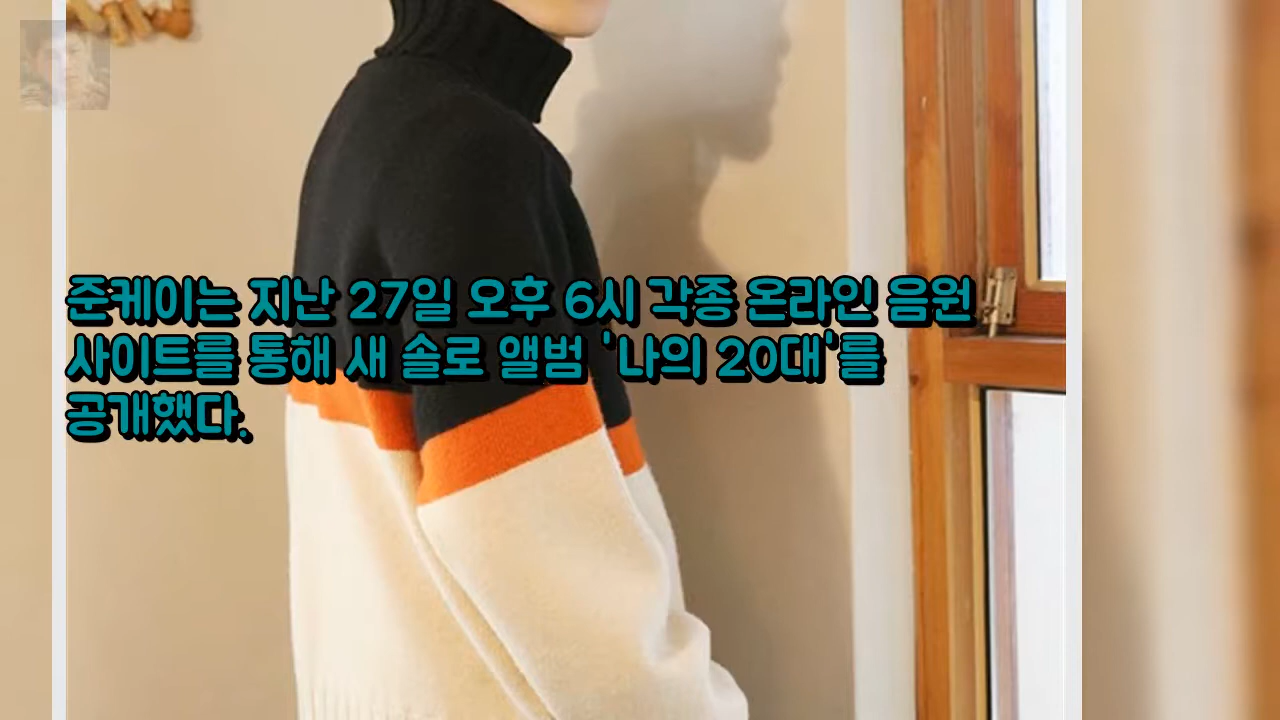 준케이는 지난 27일 오후 6시 각종 온라인 음원
사이트를 통해 새 솔로 앨범 '나의 20대'를
공개했다.